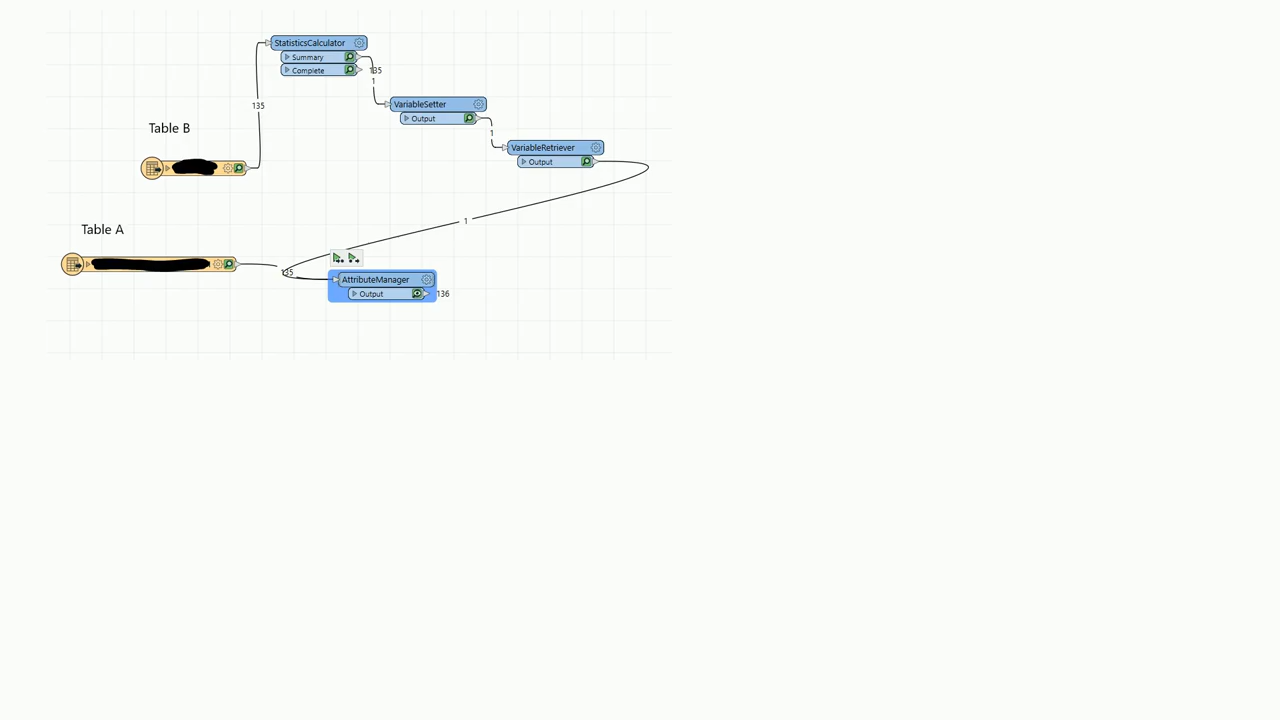 StatisticsCalculator
Summary
Complete
135
1
VariableSetter
135
Output
Table B
1
VariableRetriever
Output
1
Table A
135
AttributeManager
Output
136